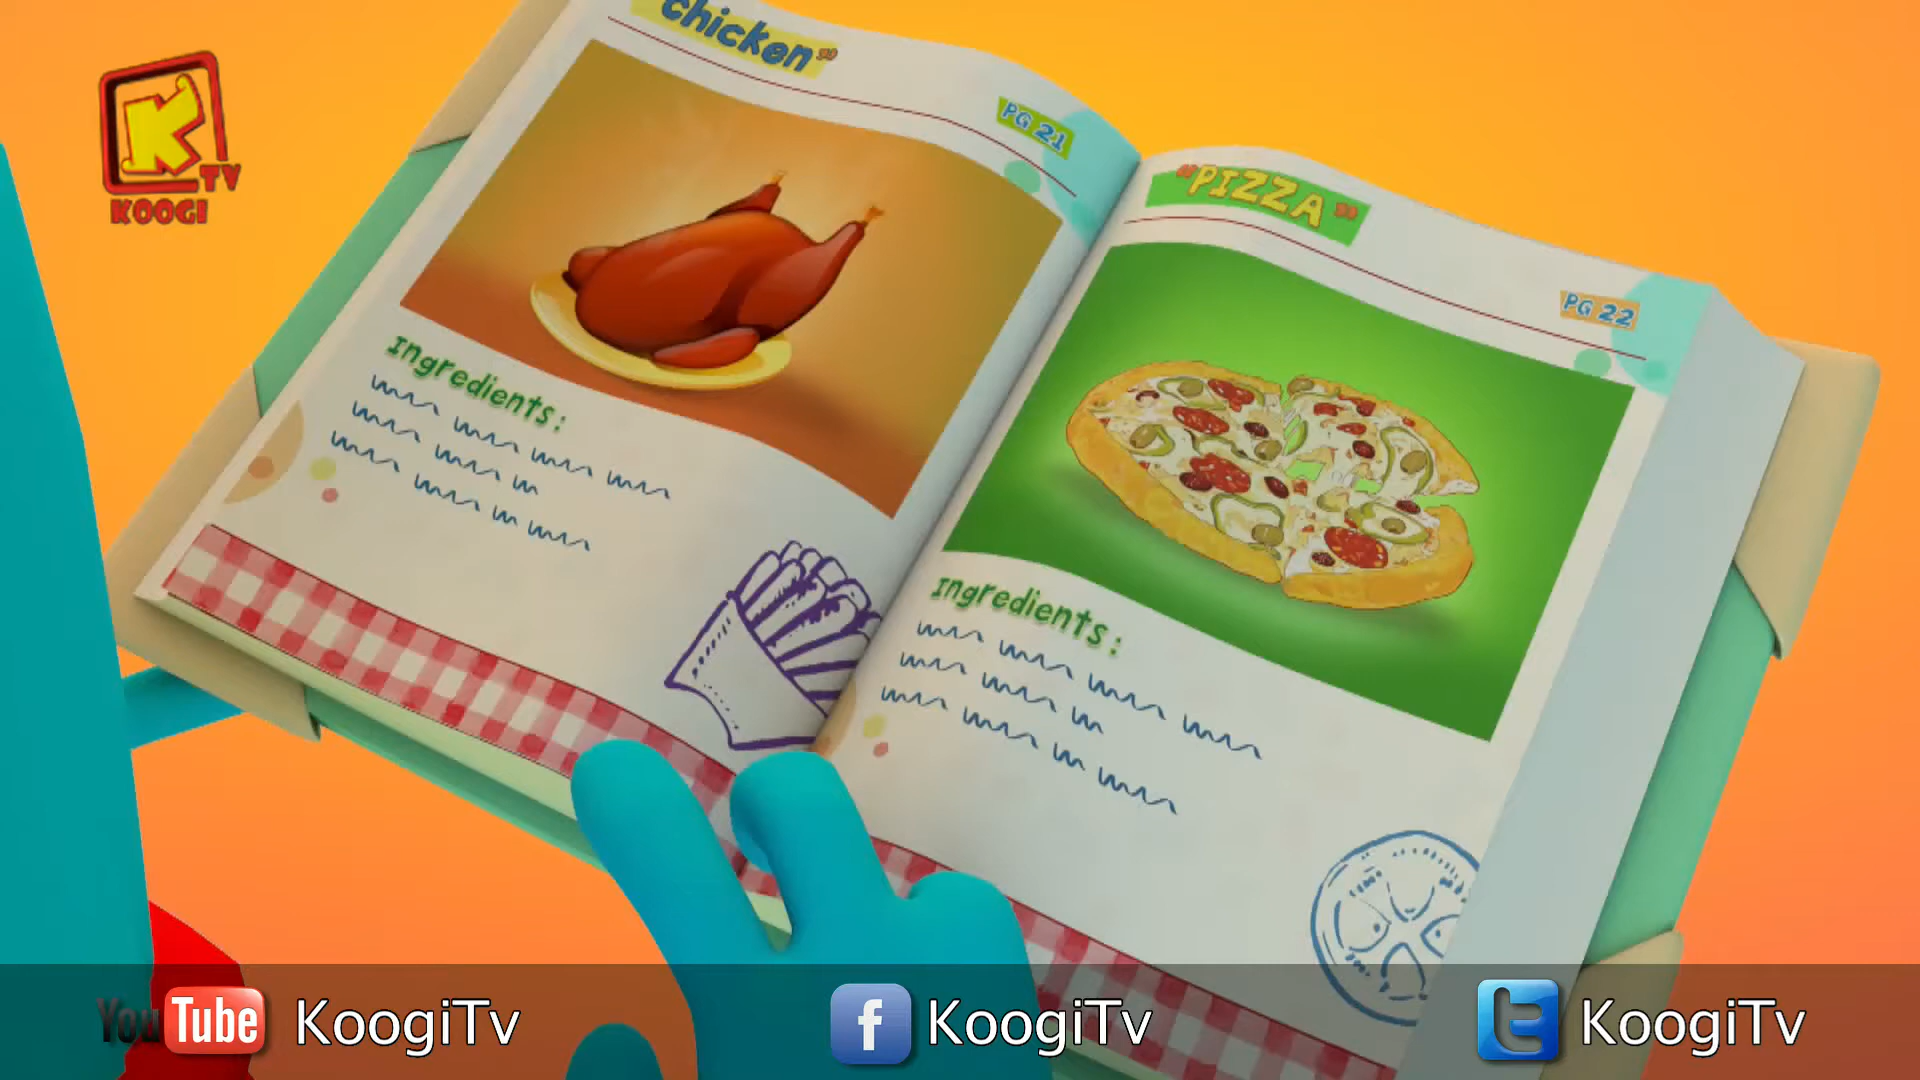 K
TV
KOOGI
chicken"
PG 21
Ingredients:
"PIZZA"
PG 22
Ingredients:
YouTube KoogiTv
f KoogiTv
t KoogiTv